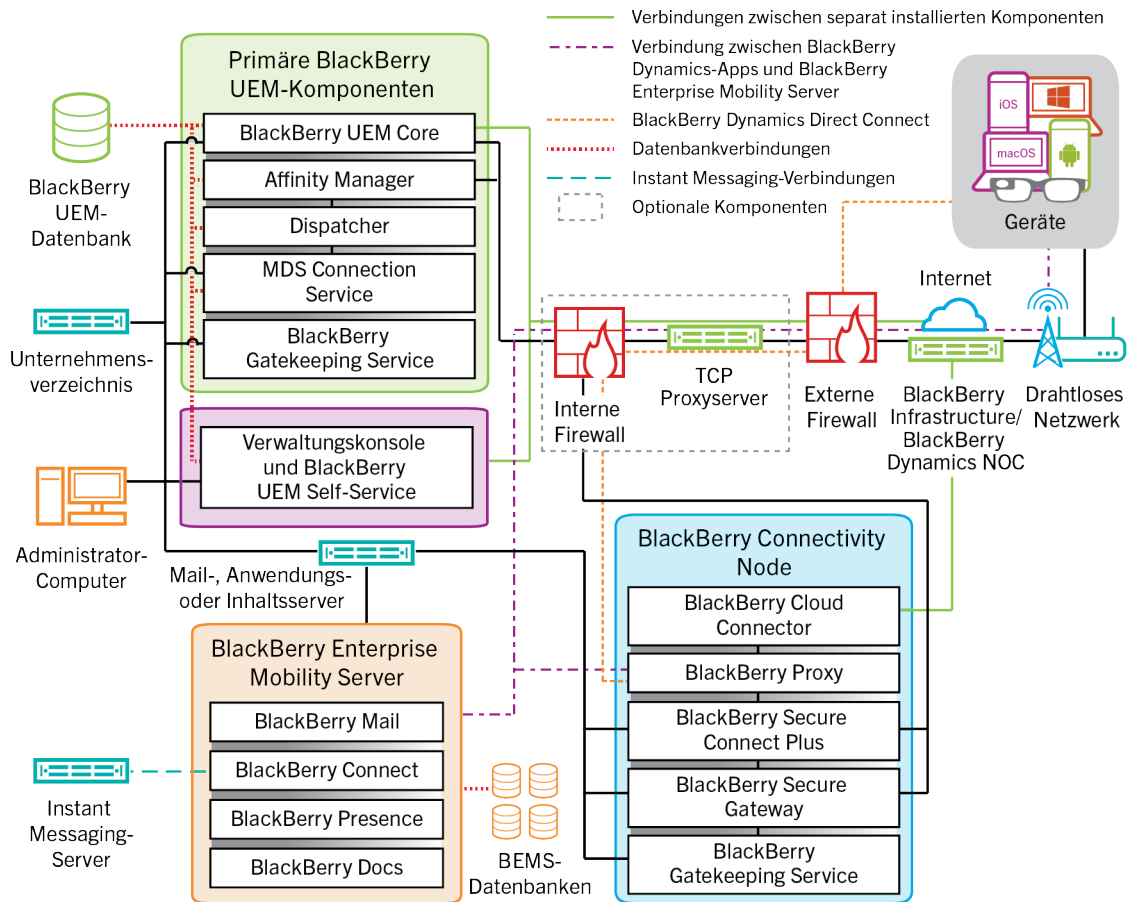 Verbindungen zwischen separat installierten Komponenten
Verbindung zwischen BlackBerry
Dynamics-Apps und BlackBerry
Enterprise Mobility Server
BlackBerry Dynamics Direct Connect
Datenbankverbindungen
Instant Messaging-Verbindungen
Optionale Komponenten
Primäre BlackBerry
UEM-Komponenten
BlackBerry UEM Core
Affinity Manager
Dispatcher
MDS Connection
Service
BlackBerry
Gatekeeping Service
BlackBerry
UEM-
Datenbank
Unternehmens-
verzeichnis
iOS
macOS
Geräte
Internet
Interne
Firewall
TCP
Proxyserver
Externe
Firewall
BlackBerry
Infrastructure/
BlackBerry
Dynamics NOC
Drahtloses
Netzwerk
Verwaltungskonsole
und BlackBerry
UEM Self-Service
Administrator-
Computer
Mail-, Anwendungs-
oder Inhaltsserver
BlackBerry Enterprise
Mobility Server
BlackBerry Mail
BlackBerry Connect
BlackBerry Presence
BlackBerry Docs
Instant
Messaging-
Server
BEMS-
Datenbanken
BlackBerry Connectivity
Node
BlackBerry Cloud
Connector
BlackBerry Proxy
BlackBerry Secure
Connect Plus
BlackBerry Secure
Gateway
BlackBerry
Gatekeeping Service